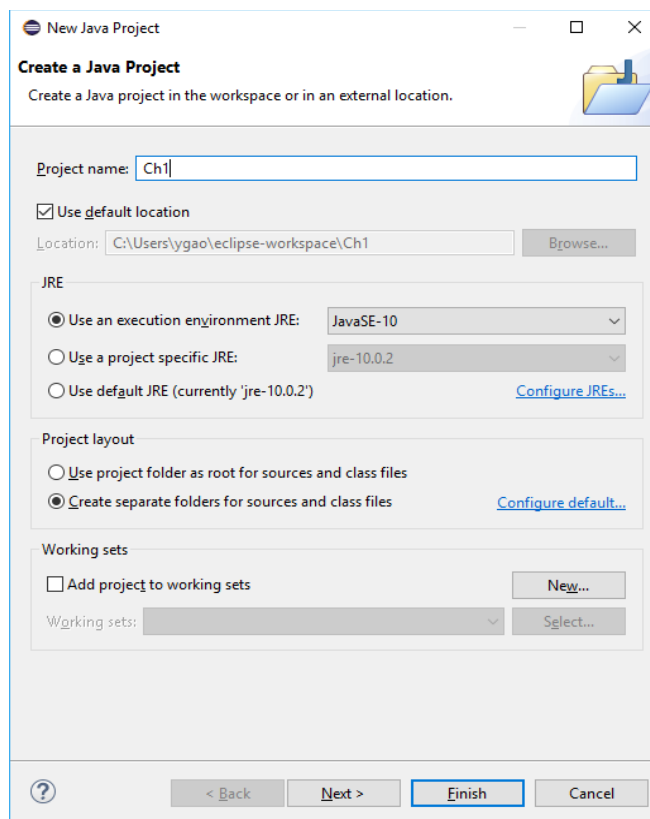 New Java Project
Create a Java Project
Create a Java project in the workspace or in an external location.
Project name: Ch1
Use default location
Location: C:\Users\ygao\eclipse-workspace\Ch1 Browse...
JRE
Use an execution environment JRE: JavaSE-10
Use a project specific JRE: jre-10.0.2
Use default JRE (currently 'jre-10.0.2') Configure JREs...
Project layout
Use project folder as root for sources and class files
Create separate folders for sources and class files Configure default...
Working sets
Add project to working sets New...
Working sets: Select...
? < Back Next > Finish Cancel